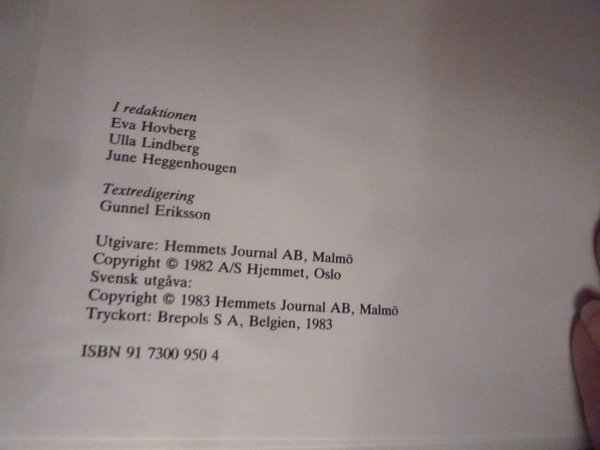 I redaktionen
Eva Hovberg
Ulla Lindberg
June Heggenhougen
Textredigering
Gunnel Eriksson
Utgivare: Hemmets Journal AB, Malmö
Copyright © 1982 A/S Hjemmet, Oslo
Svensk utgåva:
Copyright © 1983 Hemmets Journal AB, Malmö
Tryckort: Brepols S A, Belgien, 1983
ISBN 91 7300 950 4